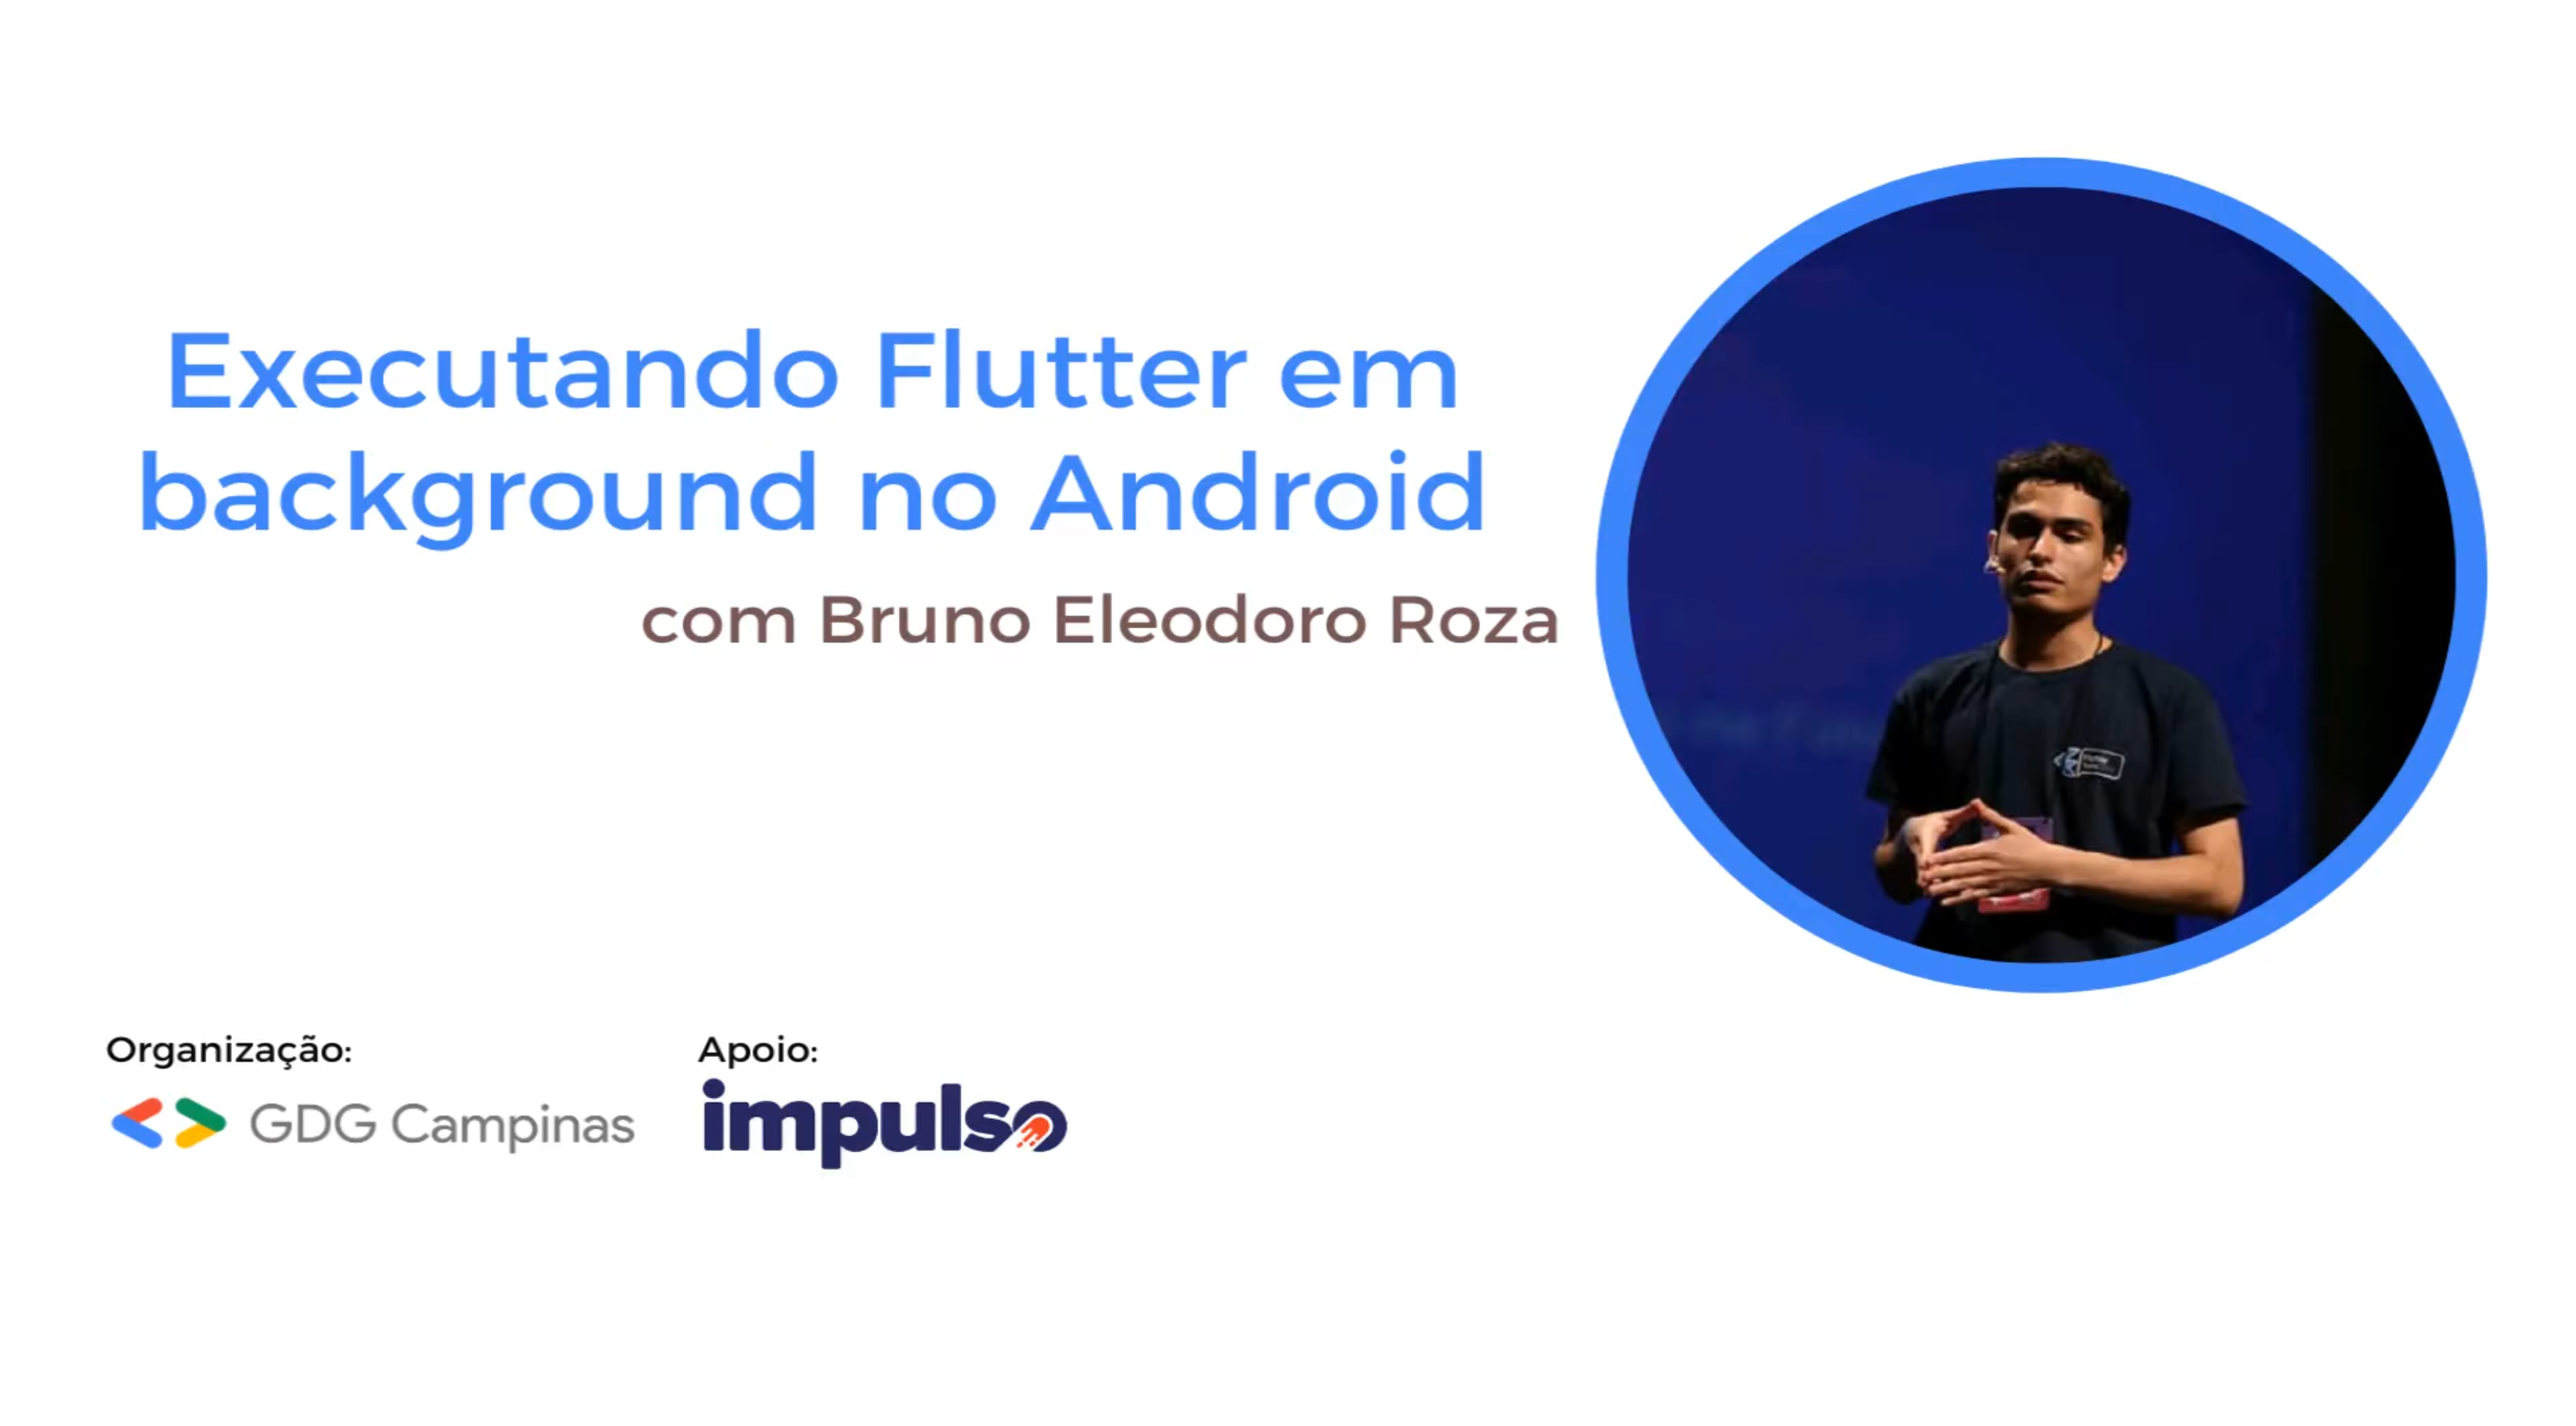 Executando Flutter em
background no Android
com Bruno Eleodoro Roza
Organização:
GDG Campinas
Apoio:
impulso